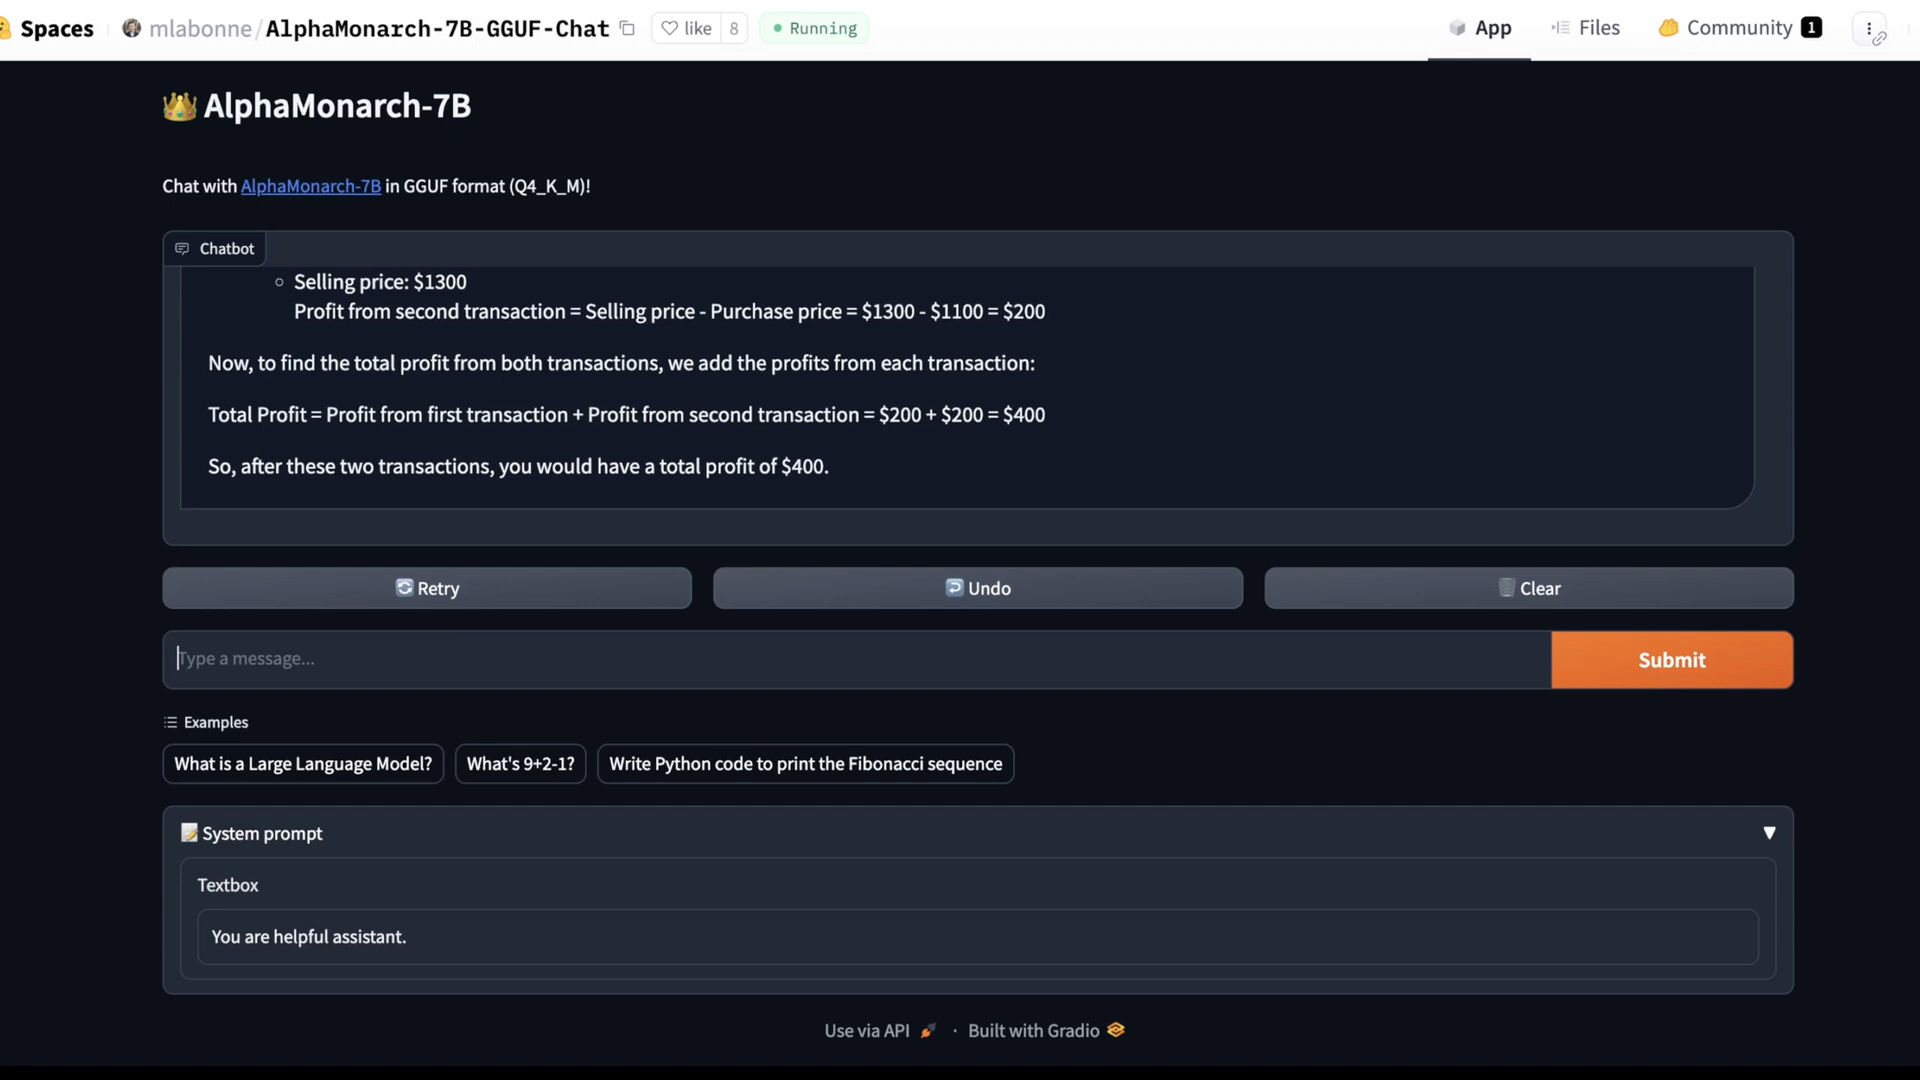 Spaces mlabonne/AlphaMonarch-7B-GGUF-Chat like 8 Running App Files Community 1
AlphaMonarch-7B
Chat with AlphaMonarch-7B in GGUF format (Q4_K_M)!
Chatbot
Selling price: $1300
Profit from second transaction = Selling price - Purchase price = $1300 - $1100 = $200
Now, to find the total profit from both transactions, we add the profits from each transaction:
Total Profit = Profit from first transaction + Profit from second transaction = $200 + $200 = $400
So, after these two transactions, you would have a total profit of $400.
Retry Undo Clear
Type a message... Submit
Examples
What is a Large Language Model? What's 9+2-1? Write Python code to print the Fibonacci sequence
System prompt ▼
Textbox
You are helpful assistant.
Use via API · Built with Gradio